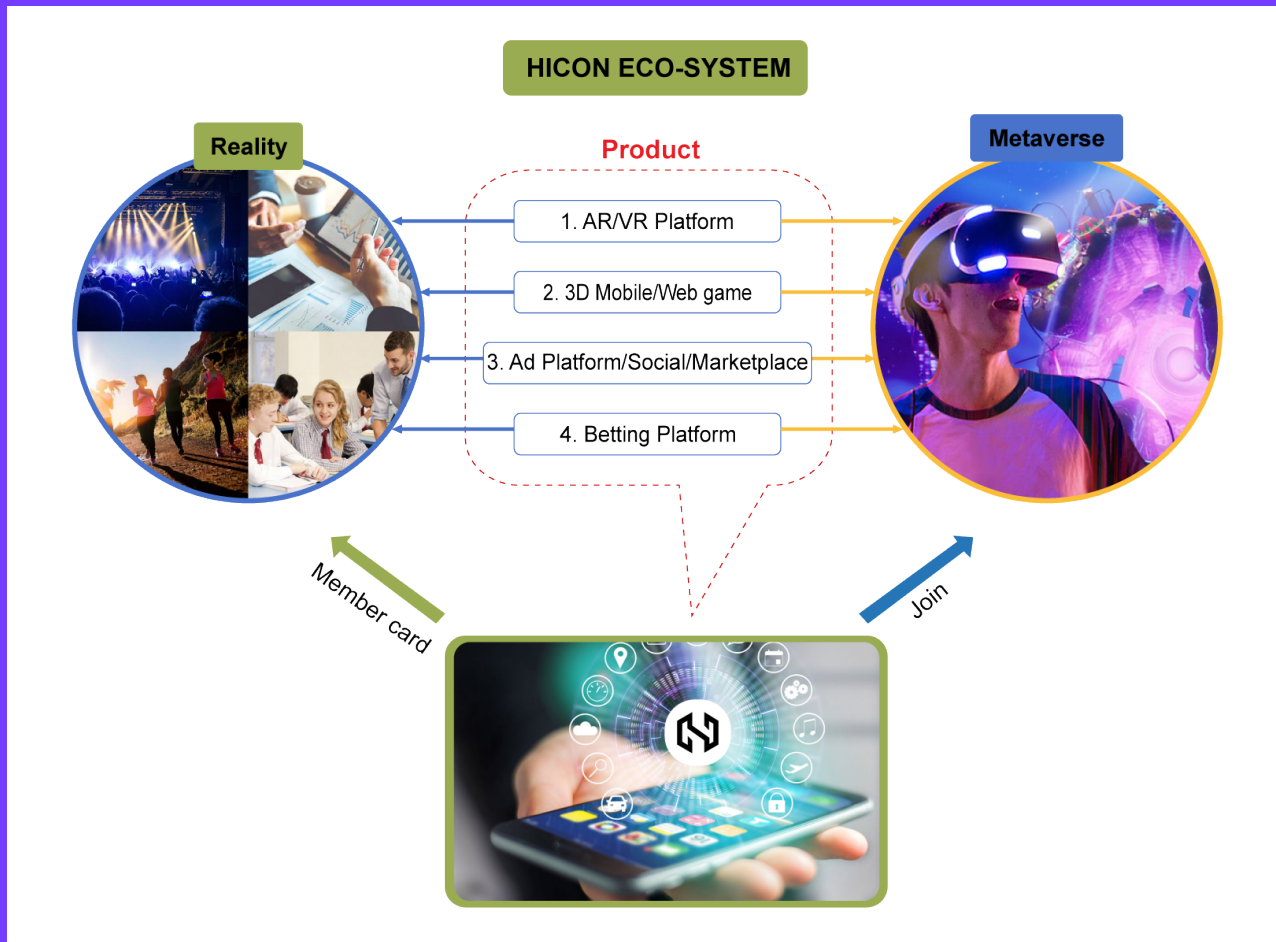 HICON ECO-SYSTEM
Reality
Product
Metaverse
1. AR/VR Platform
2. 3D Mobile/Web game
3. Ad Platform/Social/Marketplace
4. Betting Platform
Member card
Join